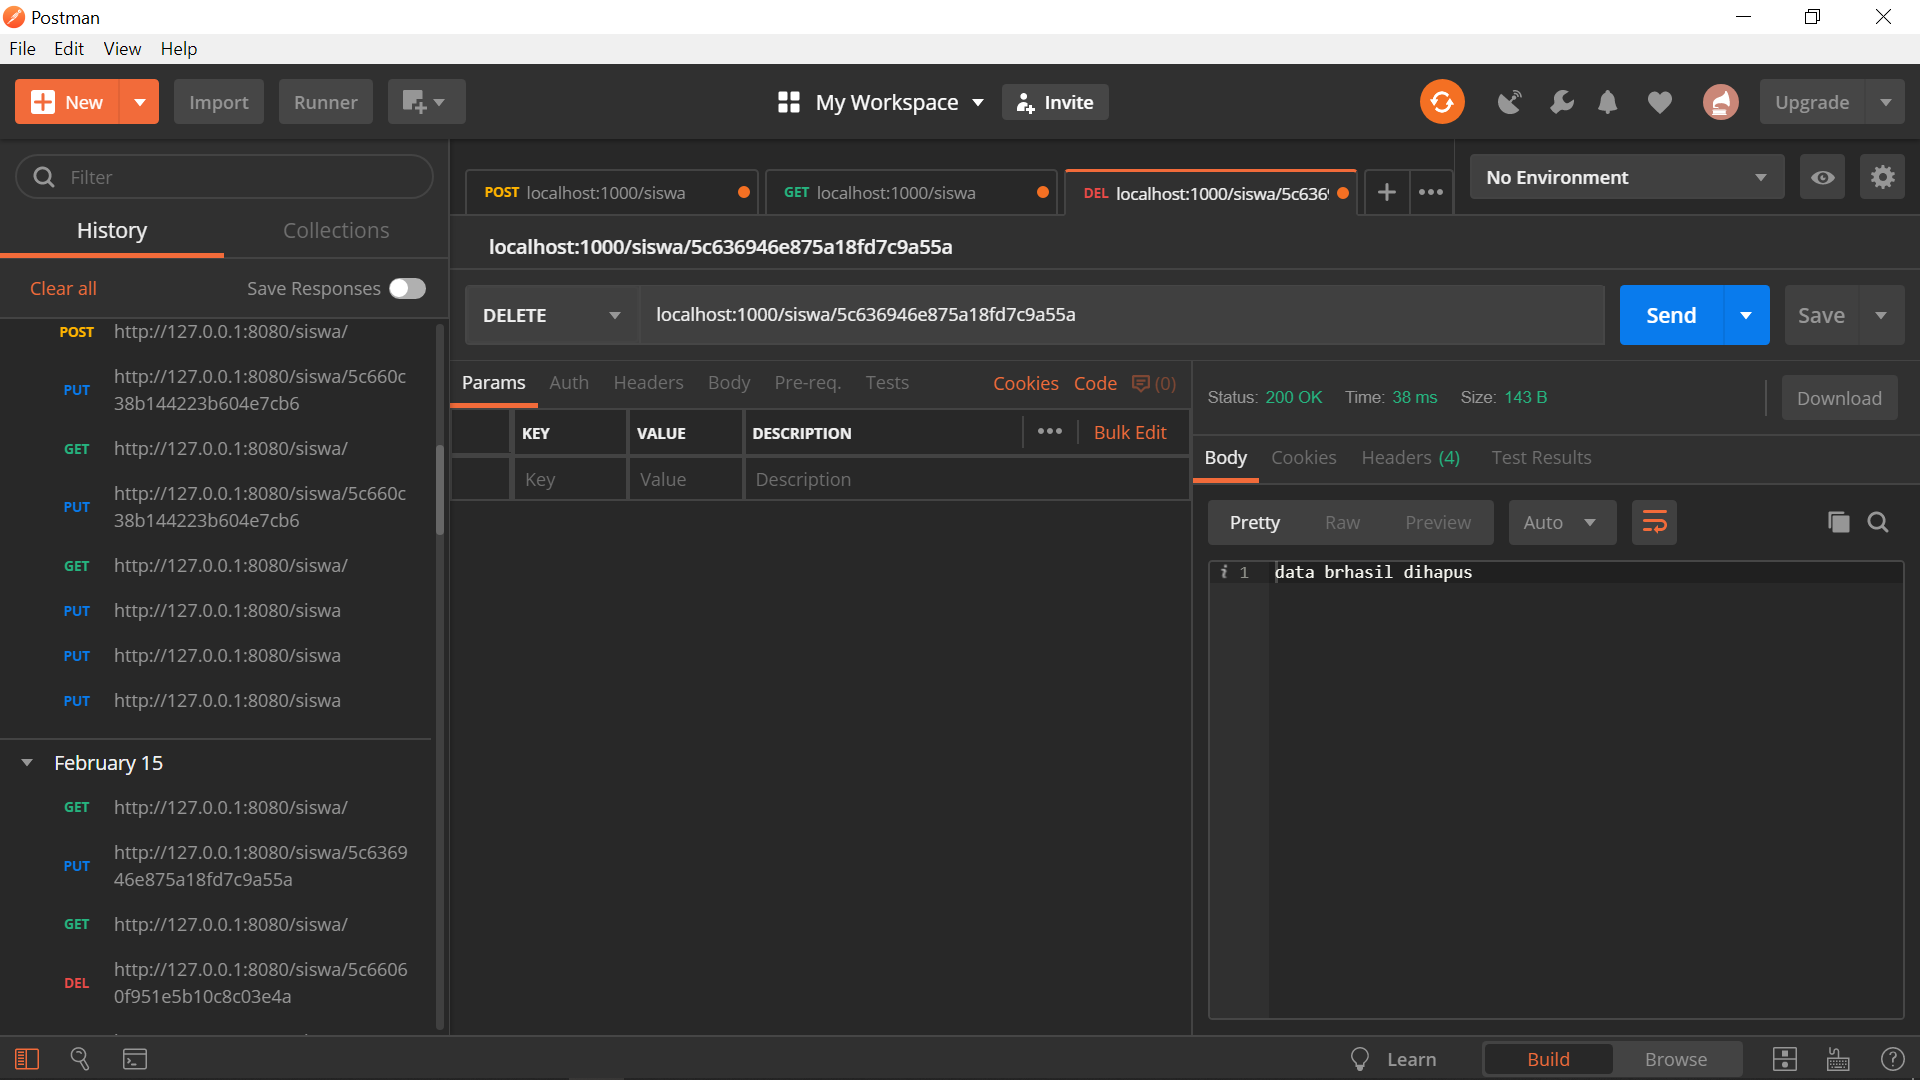 Postman
File Edit View Help
New Import Runner My Workspace Invite Upgrade
Filter
History Collections
Clear all Save Responses
POST http://127.0.0.1:8080/siswa/
PUT http://127.0.0.1:8080/siswa/5c660c
38b144223b604e7cb6
GET http://127.0.0.1:8080/siswa/
PUT http://127.0.0.1:8080/siswa/5c660c
38b144223b604e7cb6
GET http://127.0.0.1:8080/siswa/
PUT http://127.0.0.1:8080/siswa
PUT http://127.0.0.1:8080/siswa
PUT http://127.0.0.1:8080/siswa
February 15
GET http://127.0.0.1:8080/siswa/
PUT http://127.0.0.1:8080/siswa/5c6369
46e875a18fd7c9a55a
GET http://127.0.0.1:8080/siswa/
DEL http://127.0.0.1:8080/siswa/5c6606
0f951e5b10c8c03e4a
POST localhost:1000/siswa GET localhost:1000/siswa DEL localhost:1000/siswa/5c636 No Environment
localhost:1000/siswa/5c636946e875a18fd7c9a55a
DELETE localhost:1000/siswa/5c636946e875a18fd7c9a55a Send Save
Params Auth Headers Body Pre-req. Tests Cookies Code (0)
KEY VALUE DESCRIPTION Bulk Edit
Key Value Description
Status: 200 OK Time: 38 ms Size: 143 B Download
Body Cookies Headers (4) Test Results
Pretty Raw Preview Auto
i 1 data brhasil dihapus
Learn Build Browse